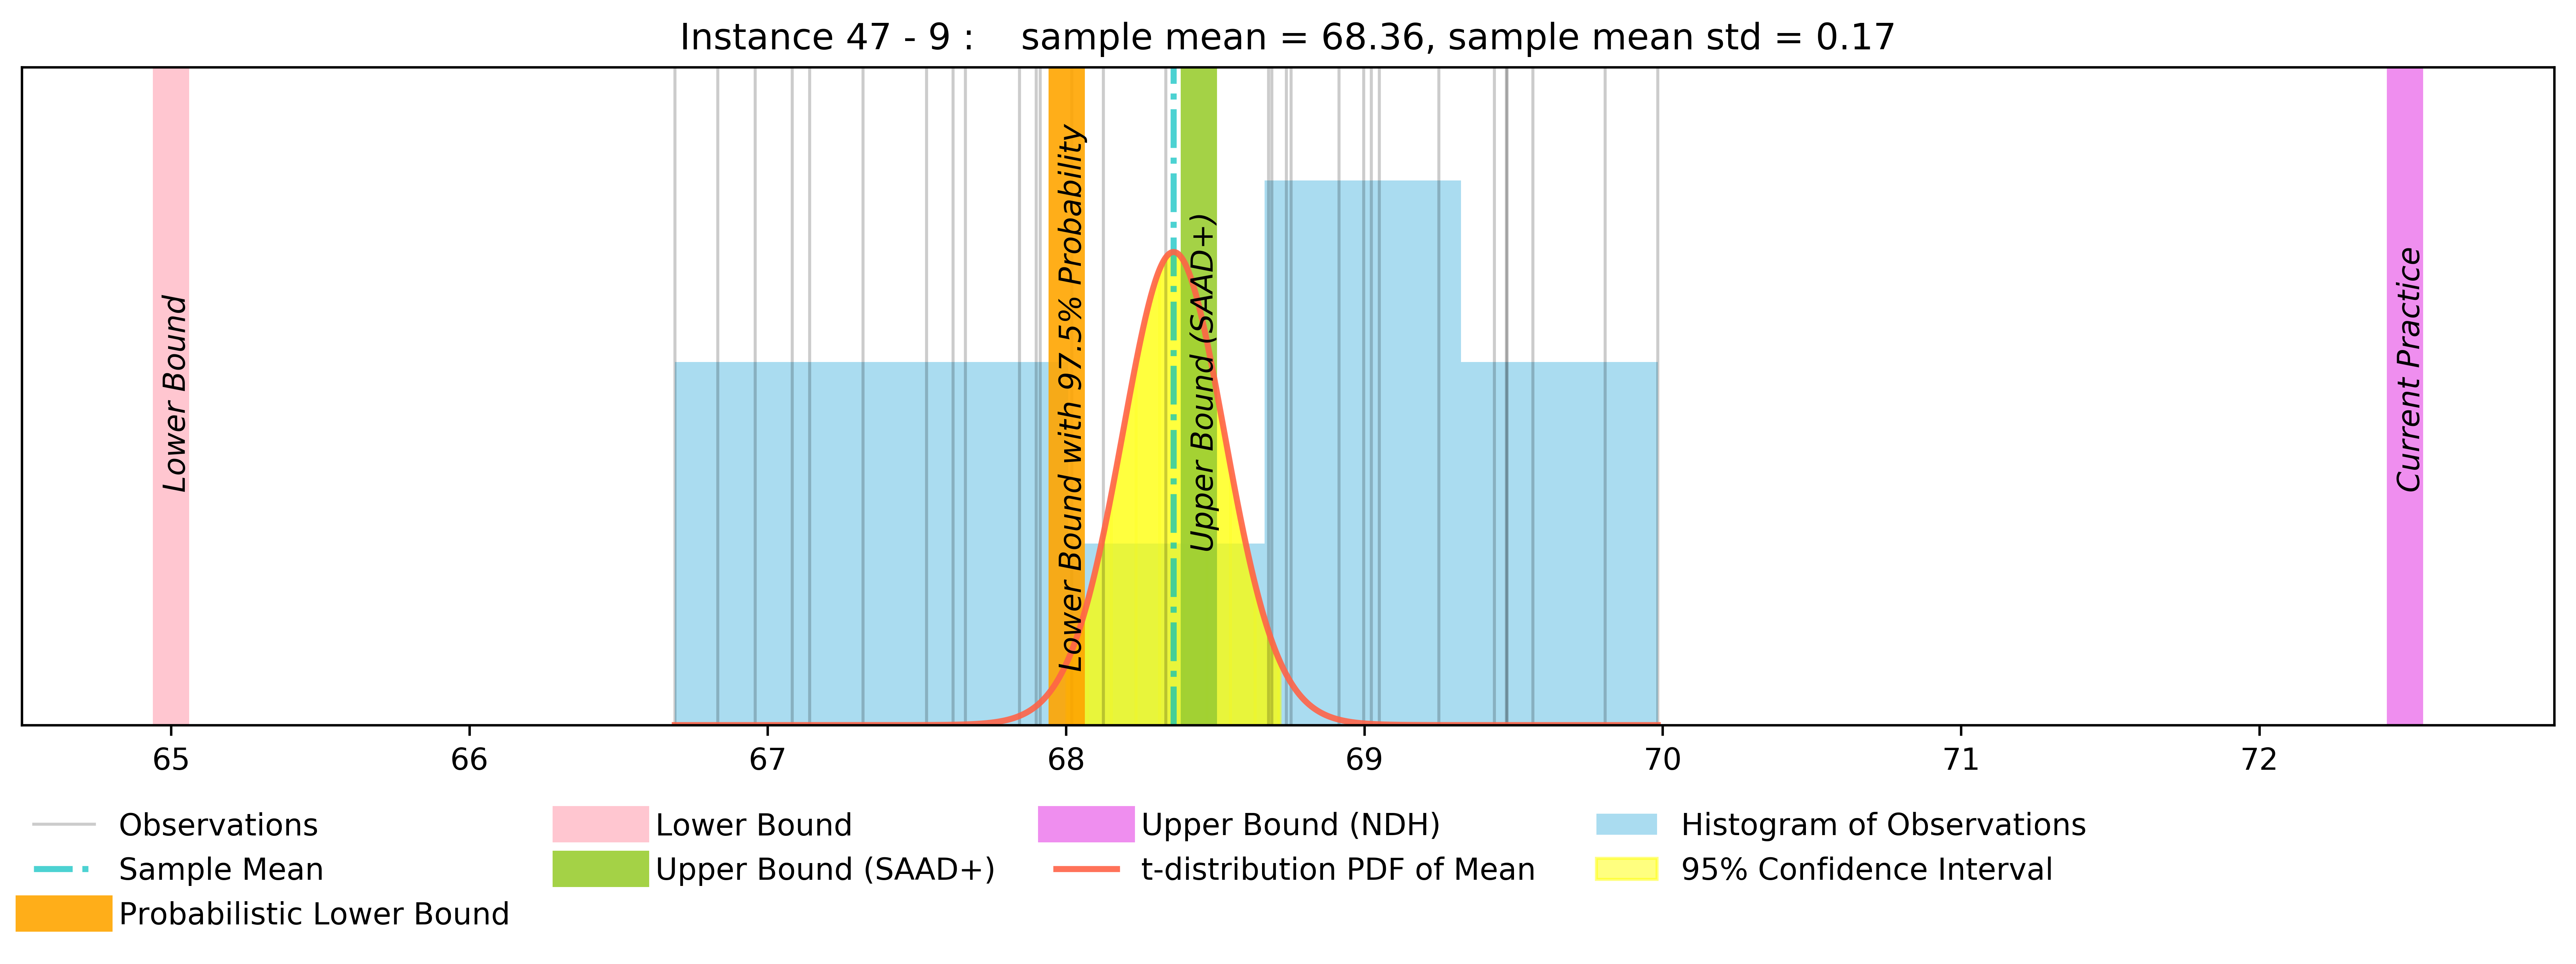 Instance 47 - 9 :    sample mean = 68.36, sample mean std = 0.17
Lower Bound
Lower Bound with 97.5% Probability
Upper Bound (SAAD+)
Current Practice
65 66 67 68 69 70 71 72
Observations
Sample Mean
Probabilistic Lower Bound
Lower Bound
Upper Bound (SAAD+)
Upper Bound (NDH)
t-distribution PDF of Mean
Histogram of Observations
95% Confidence Interval